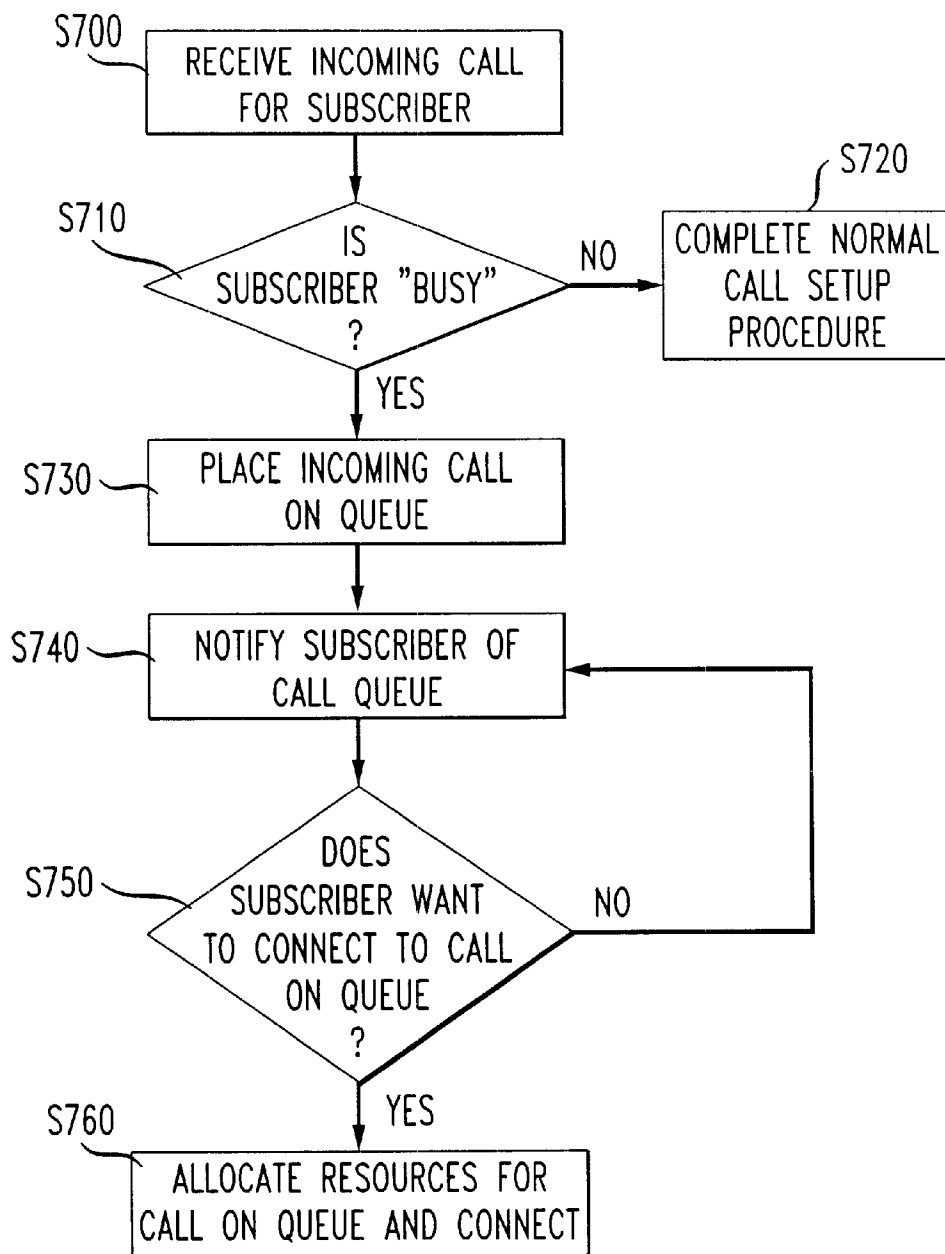 S700
RECEIVE INCOMING CALL
FOR SUBSCRIBER
S710
IS
SUBSCRIBER "BUSY"
?
NO
S720
COMPLETE NORMAL
CALL SETUP
PROCEDURE
YES
S730
PLACE INCOMING CALL
ON QUEUE
S740
NOTIFY SUBSCRIBER OF
CALL QUEUE
S750
DOES
SUBSCRIBER WANT
TO CONNECT TO CALL
ON QUEUE
?
NO
YES
S760
ALLOCATE RESOURCES FOR
CALL ON QUEUE AND CONNECT